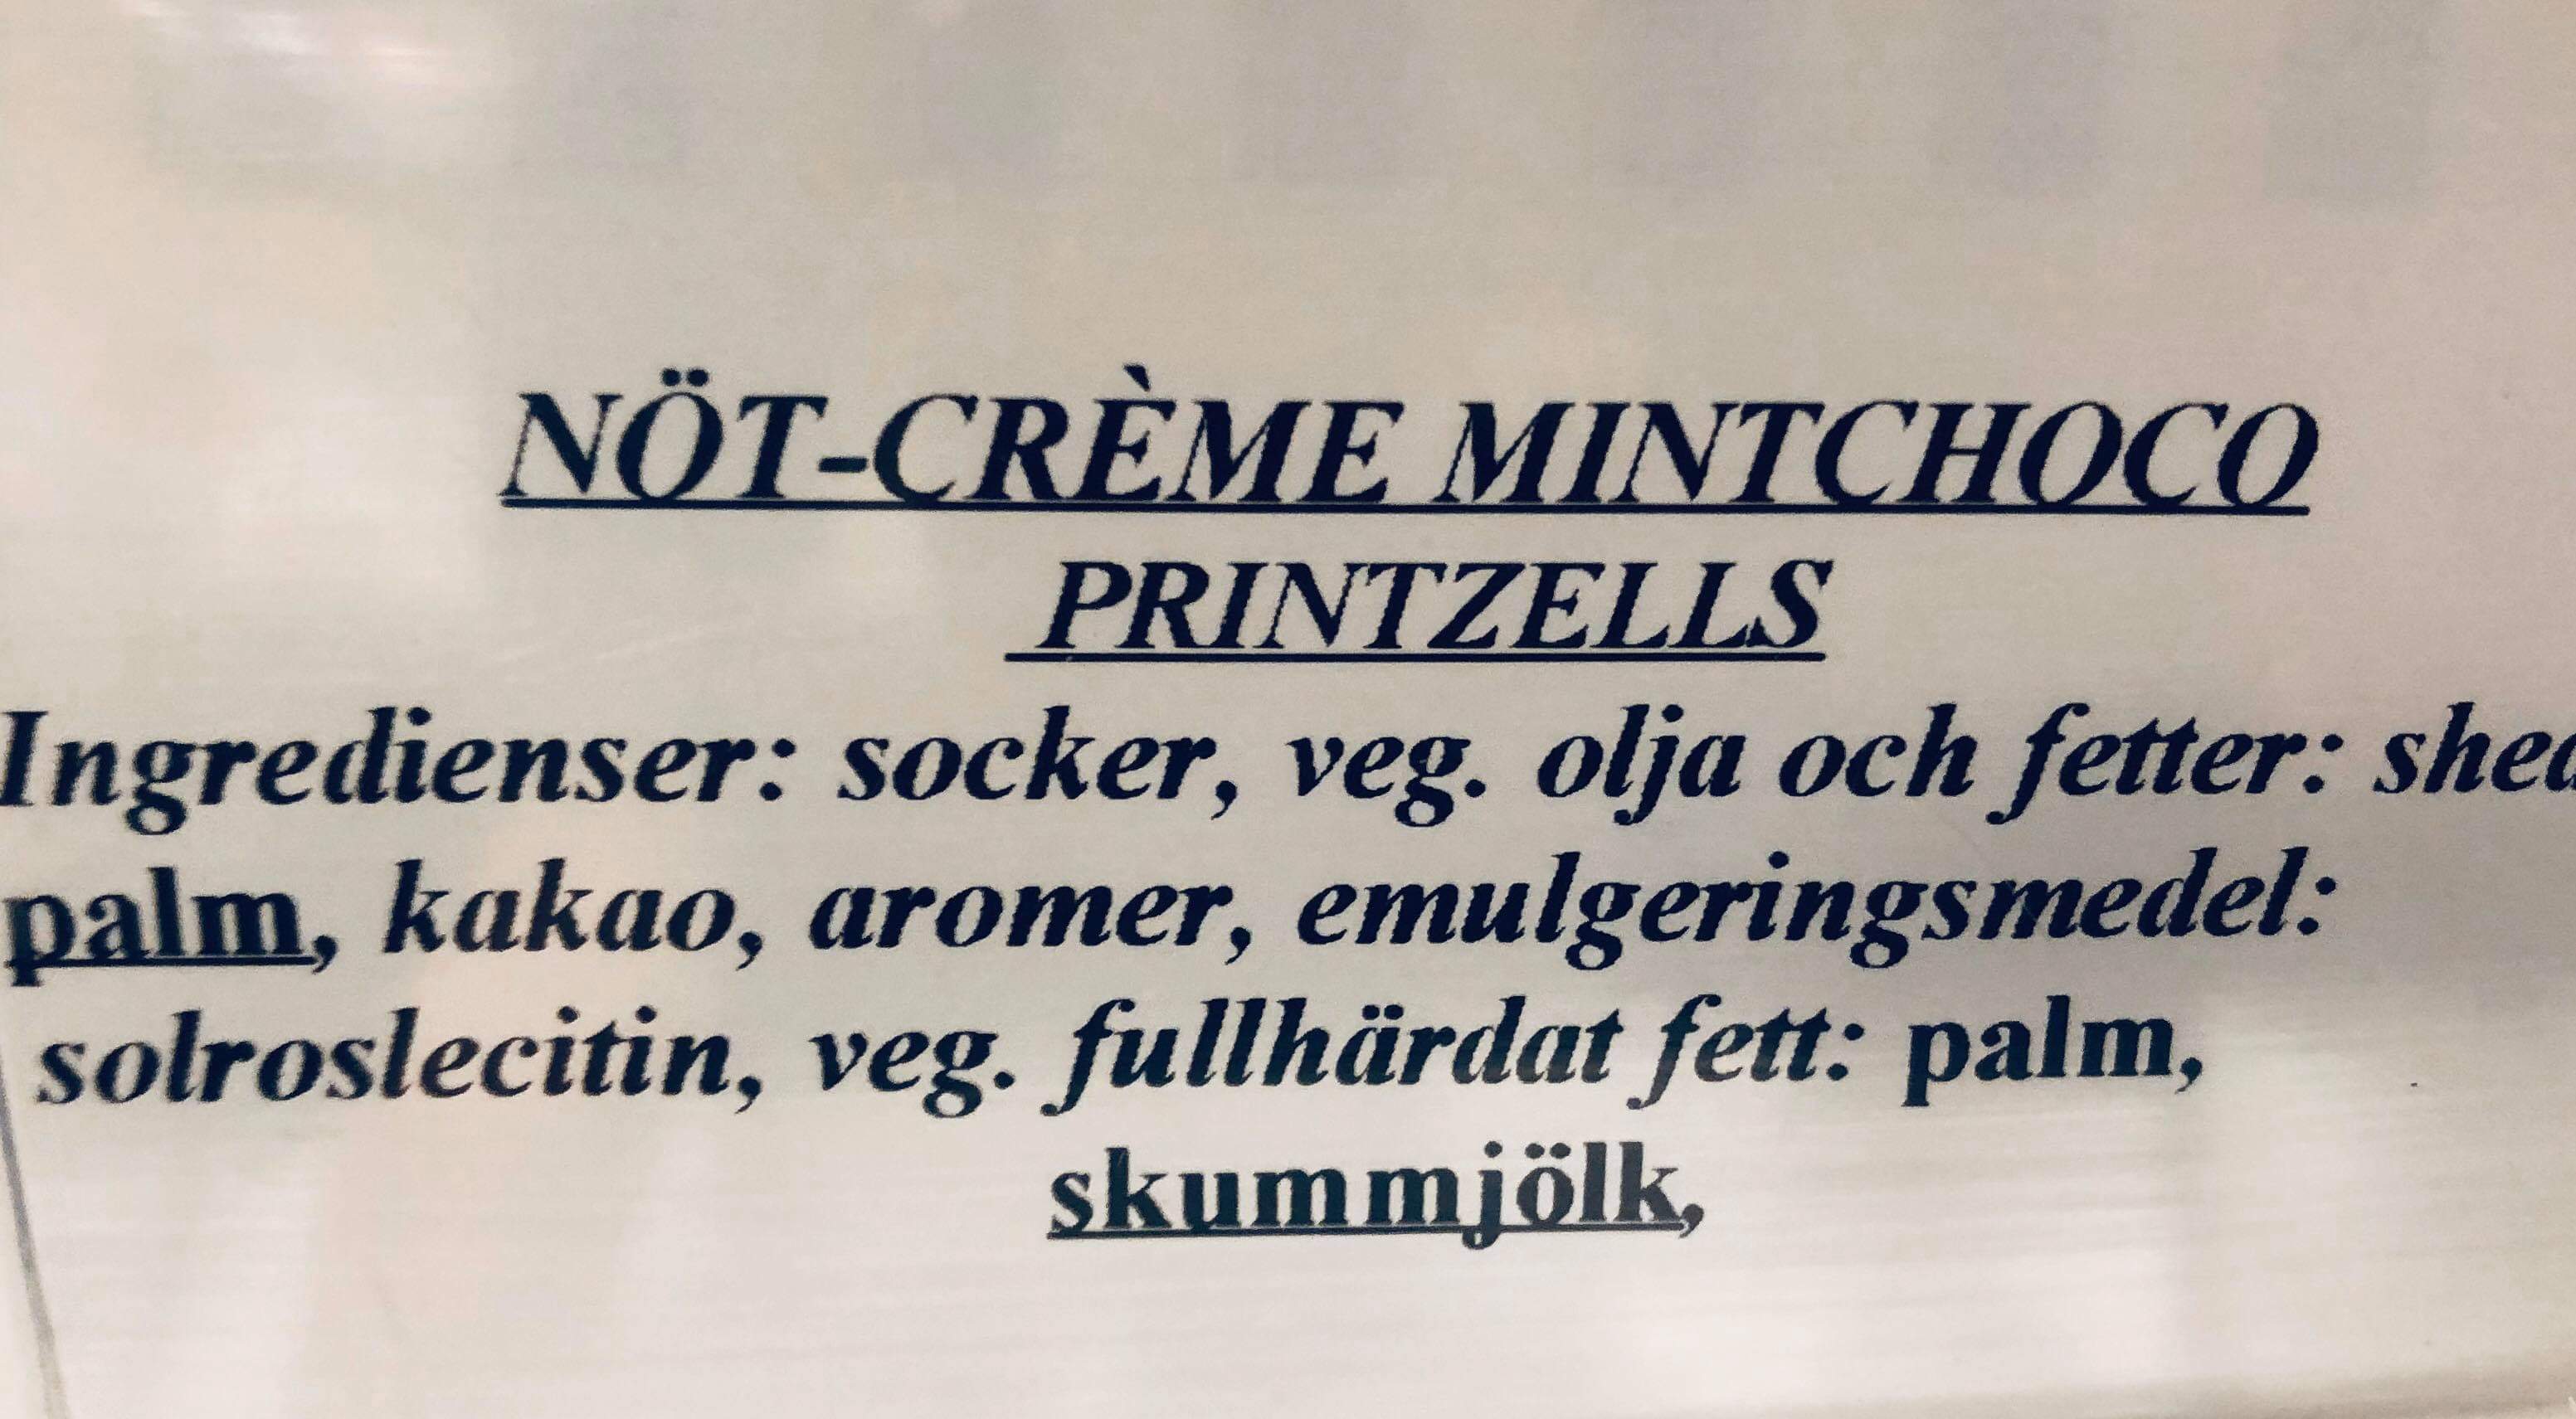 NÖT-CRÈME MINTCHOCO
PRINTZELLS
Ingredienser: socker, veg. olja och fetter: shea
palm, kakao, aromer, emulgeringsmedel:
solroslecitin, veg. fullhärdat fett: palm,
skummjölk,